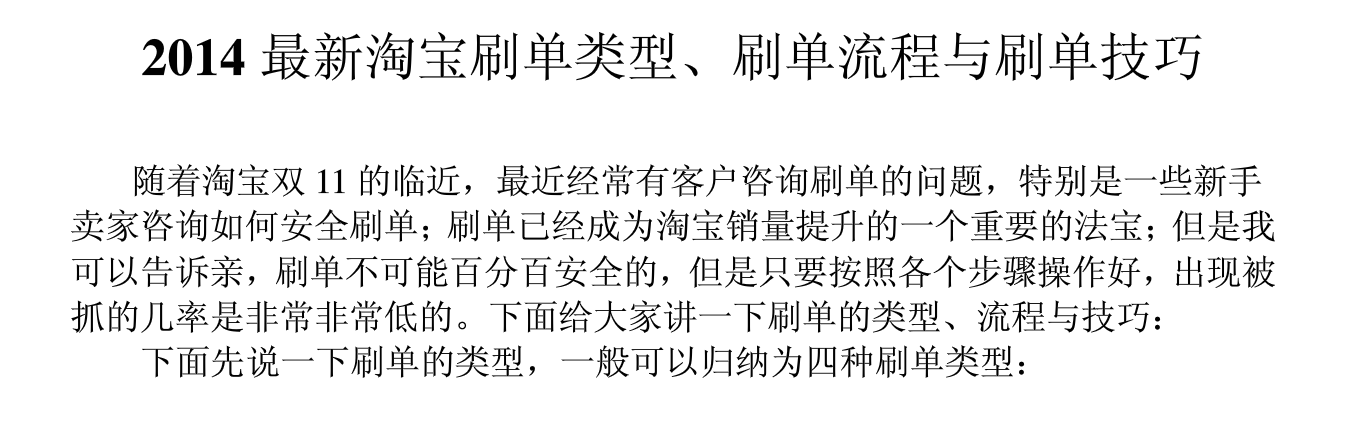 2014 最新淘宝刷单类型、刷单流程与刷单技巧
随着淘宝双 11 的临近，最近经常有客户咨询刷单的问题，特别是一些新手
卖家咨询如何安全刷单；刷单已经成为淘宝销量提升的一个重要的法宝；但是我
可以告诉亲，刷单不可能百分百安全的，但是只要按照各个步骤操作好，出现被
抓的几率是非常非常低的。下面给大家讲一下刷单的类型、流程与技巧：
下面先说一下刷单的类型，一般可以归纳为四种刷单类型：